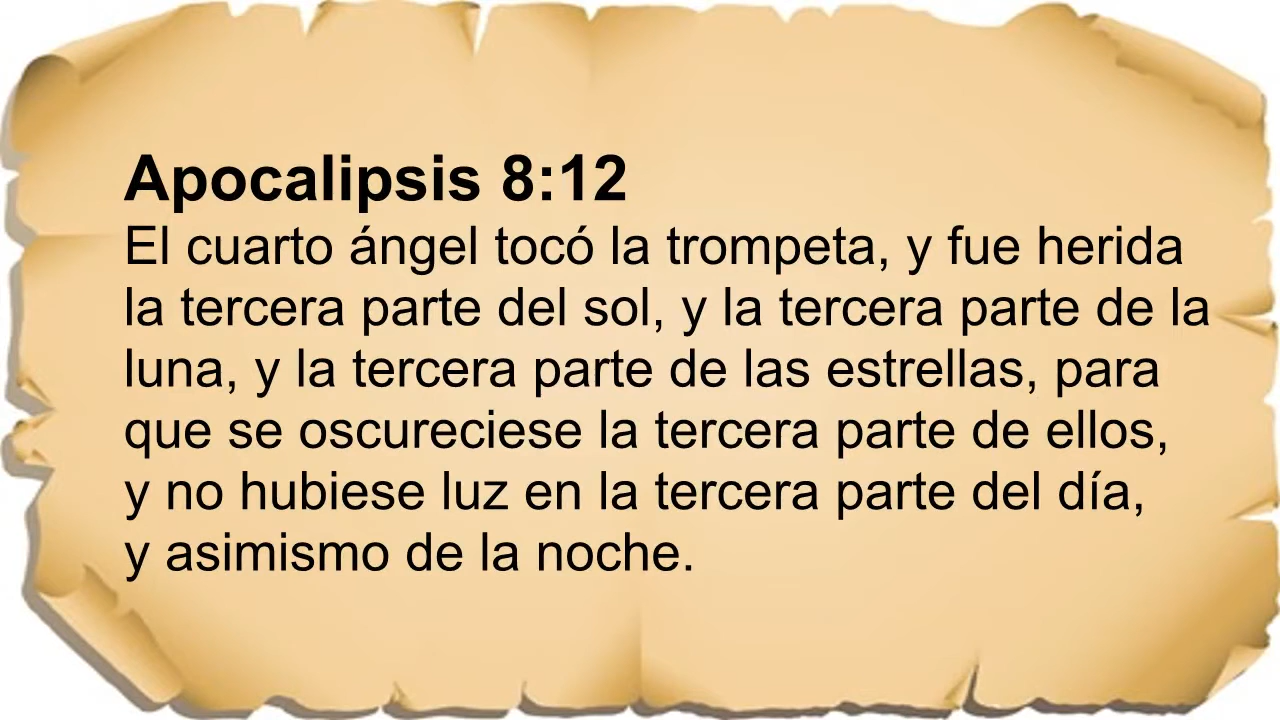 Apocalipsis 8:12
El cuarto ángel tocó la trompeta, y fue herida
la tercera parte del sol, y la tercera parte de la
luna, y la tercera parte de las estrellas, para
que se oscureciese la tercera parte de ellos,
y no hubiese luz en la tercera parte del día,
y asimismo de la noche.